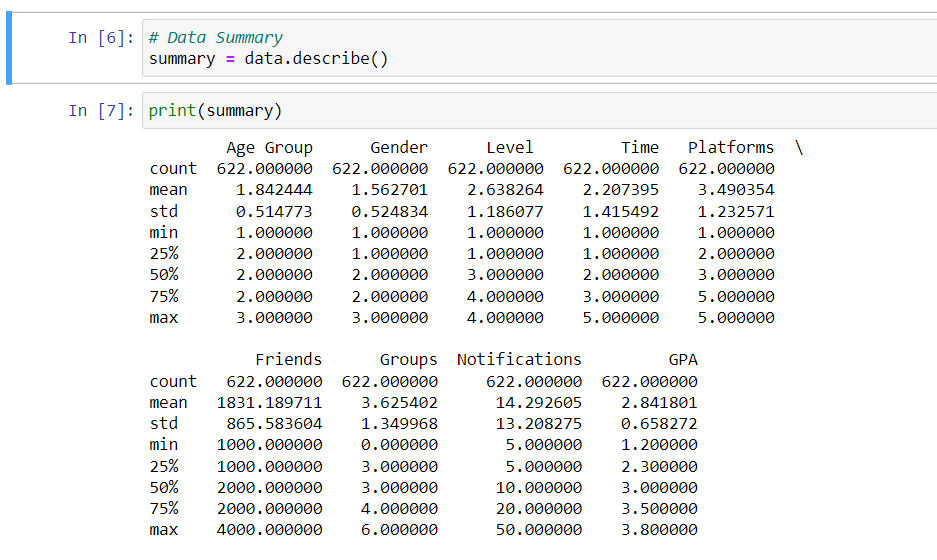 In [6]: # Data Summary
summary = data.describe()
In [7]: print(summary)
Age Group Gender Level Time Platforms \
count 622.000000 622.000000 622.000000 622.000000 622.000000
mean 1.842444 1.562701 2.638264 2.207395 3.490354
std 0.514773 0.524834 1.186077 1.415492 1.232571
min 1.000000 1.000000 1.000000 1.000000 1.000000
25% 2.000000 1.000000 1.000000 1.000000 2.000000
50% 2.000000 2.000000 3.000000 2.000000 3.000000
75% 2.000000 2.000000 4.000000 3.000000 5.000000
max 3.000000 3.000000 4.000000 5.000000 5.000000
Friends Groups Notifications GPA
count 622.000000 622.000000 622.000000 622.000000
mean 1831.189711 3.625402 14.292605 2.841801
std 865.583604 1.349968 13.208275 0.658272
min 1000.000000 0.000000 5.000000 1.200000
25% 1000.000000 3.000000 5.000000 2.300000
50% 2000.000000 3.000000 10.000000 3.000000
75% 2000.000000 4.000000 20.000000 3.500000
max 4000.000000 6.000000 50.000000 3.800000